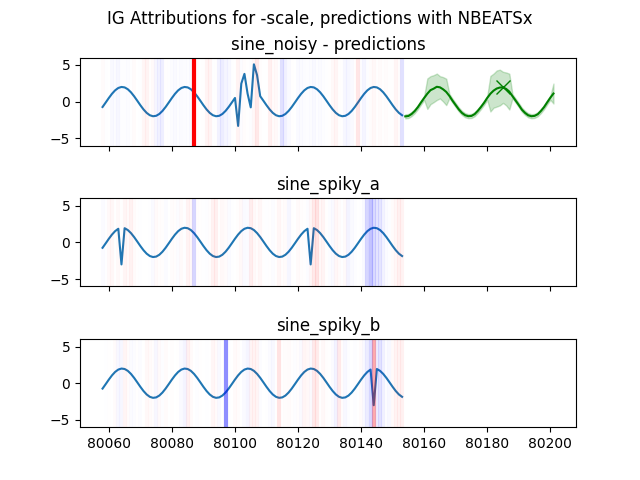 IG Attributions for -scale, predictions with NBEATSx
sine_noisy - predictions
5
0
−5
sine_spiky_a
5
0
−5
sine_spiky_b
5
0
−5
80060 80080 80100 80120 80140 80160 80180 80200